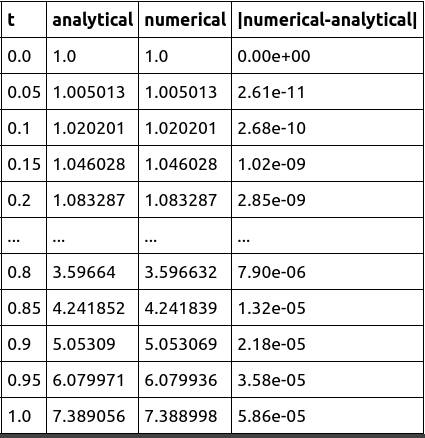 t analytical numerical |numerical-analytical|
0.0 1.0 1.0 0.00e+00
0.05 1.005013 1.005013 2.61e-11
0.1 1.020201 1.020201 2.68e-10
0.15 1.046028 1.046028 1.02e-09
0.2 1.083287 1.083287 2.85e-09
... ... ... ...
0.8 3.59664 3.596632 7.90e-06
0.85 4.241852 4.241839 1.32e-05
0.9 5.05309 5.053069 2.18e-05
0.95 6.079971 6.079936 3.58e-05
1.0 7.389056 7.388998 5.86e-05